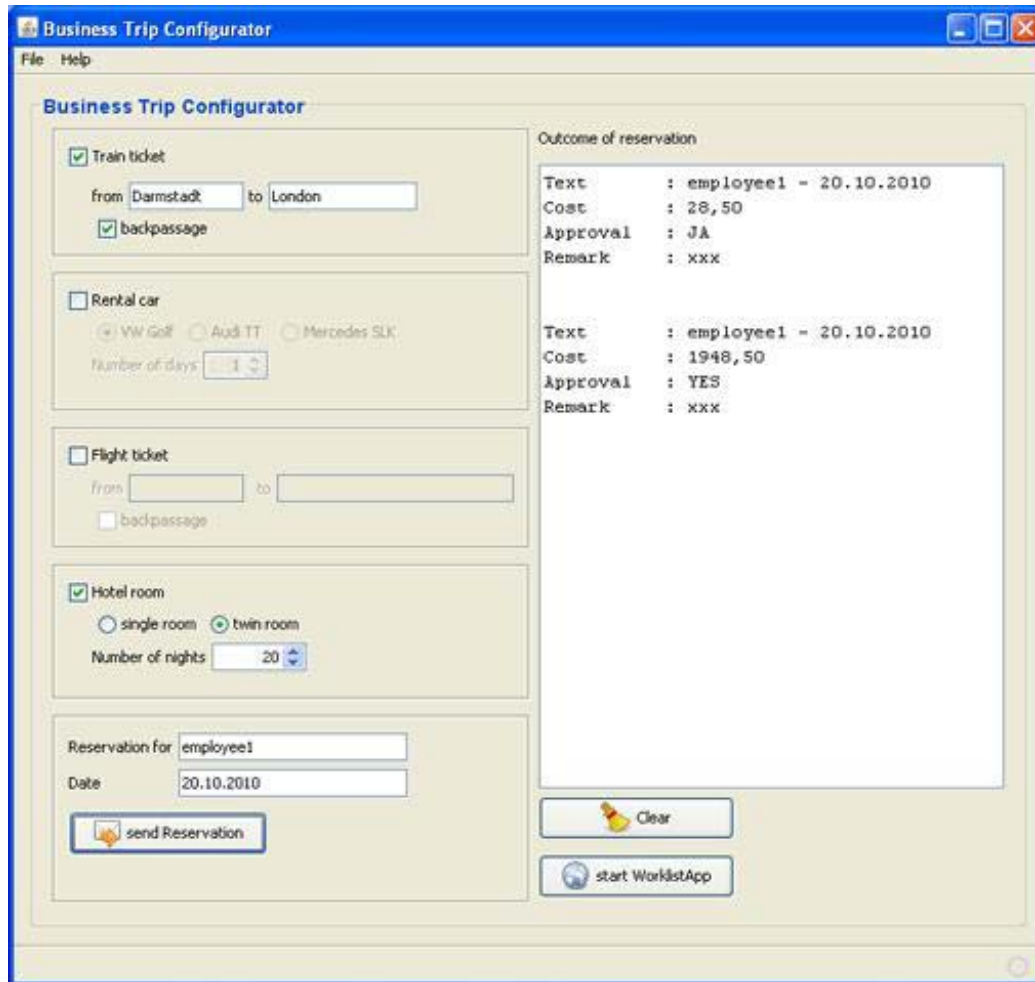 Business Trip Configurator
File Help
Business Trip Configurator
Train ticket
from Darmstadt to London
backpassage
Rental car
VW Golf Audi TT Mercedes SLK
Number of days 1
Flight ticket
from to
backpassage
Hotel room
single room twin room
Number of nights 20
Reservation for employee1
Date 20.10.2010
send Reservation
Outcome of reservation
Text : employee1 - 20.10.2010
Cost : 28,50
Approval : JA
Remark : xxx
Text : employee1 - 20.10.2010
Cost : 1948,50
Approval : YES
Remark : xxx
Clear
start WorklistApp